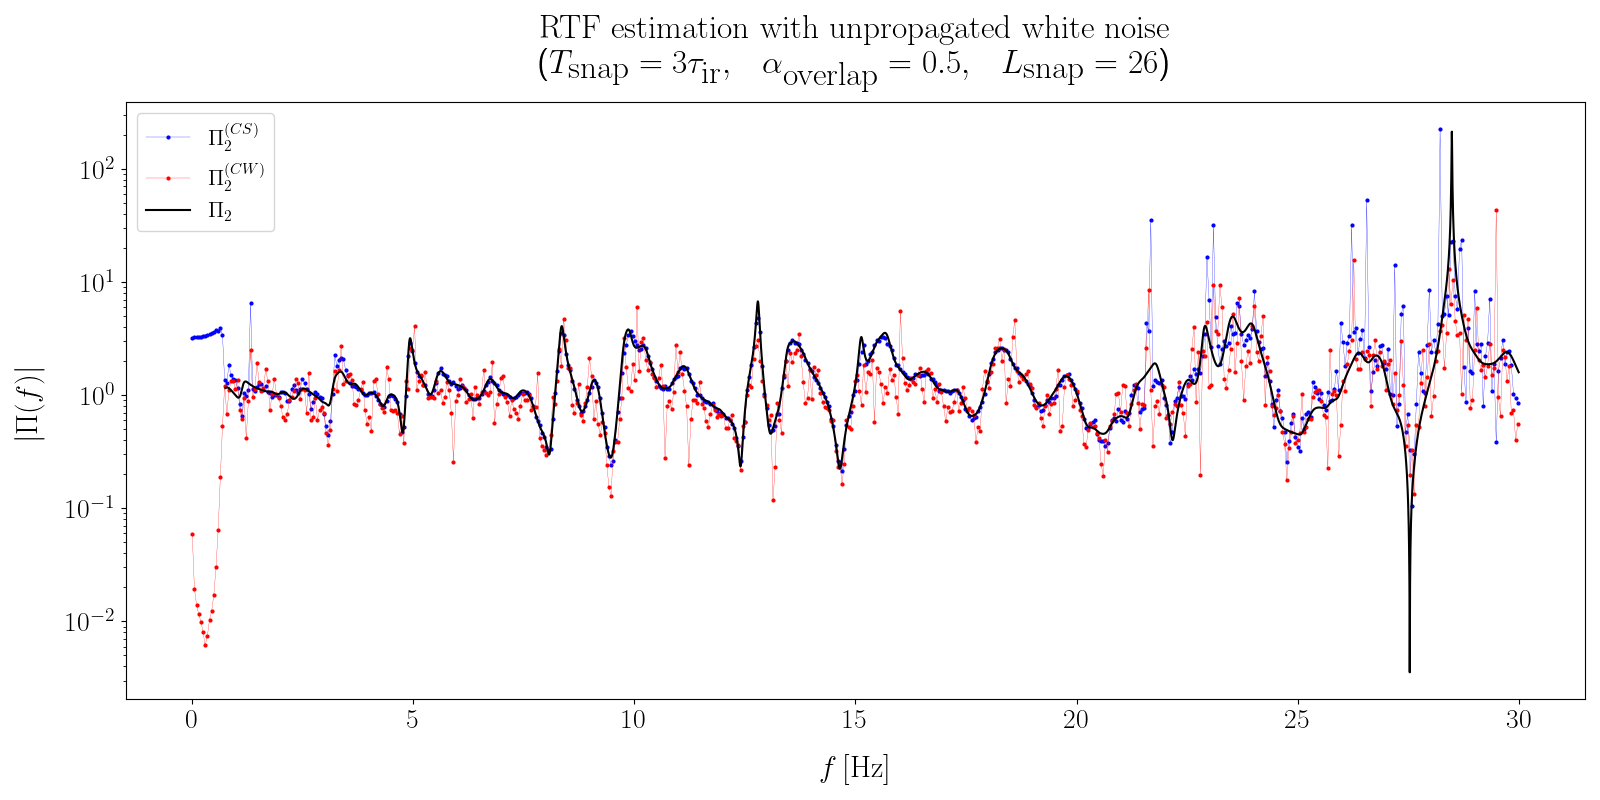 RTF estimation with unpropagated white noise
(T_snap = 3τ_ir, α_overlap = 0.5, L_snap = 26)
Π_2^(CS)
Π_2^(CW)
Π_2
|Π(f)|
10^2
10^1
10^0
10^−1
10^−2
0 5 10 15 20 25 30
f [Hz]